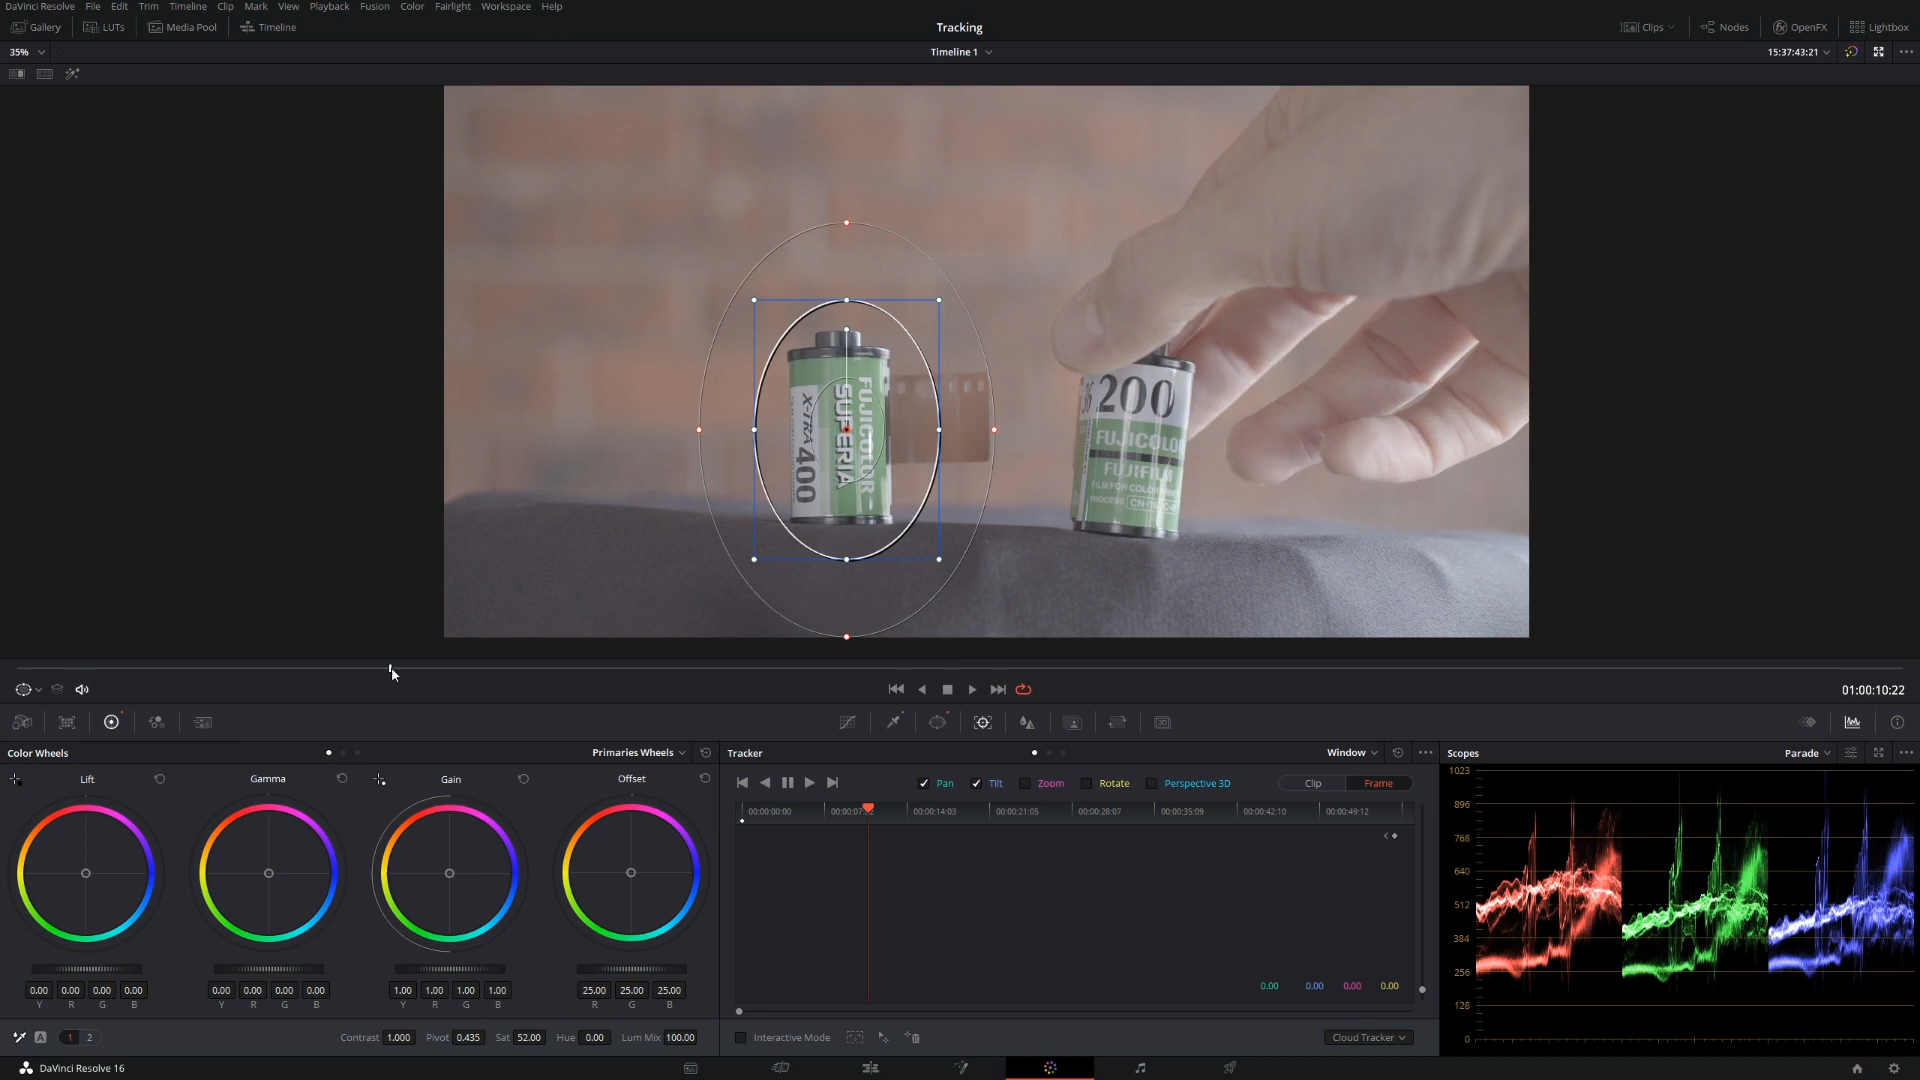 DaVinci Resolve File Edit Trim Timeline Clip Mark View Playback Fusion Color Fairlight Workspace Help
Gallery LUTs Media Pool Timeline Tracking Clips Nodes OpenFX Lightbox
35% Timeline 1 15:37:43:21
X-TRA 400
SUPERIA
FUJICOLOR
200
FUJICOLOR
FUJIFILM
FILM FOR COLOR
PROCESS CN-16
01:00:10:22
Color Wheels Primaries Wheels Tracker Window Scopes Parade
Lift Gamma Gain Offset
Pan Tilt Zoom Rotate Perspective 3D Clip Frame
00:00:00:00 00:00:07:02 00:00:14:03 00:00:21:05 00:00:28:07 00:00:35:09 00:00:42:10 00:00:49:12
1023
896
768
640
512
384
256
128
0
0.00 0.00 0.00 0.00
0.00 0.00 0.00 0.00 0.00 0.00 0.00 0.00 1.00 1.00 1.00 1.00 25.00 25.00 25.00
Y R G B Y R G B Y R G B R G B
A 1 2 Contrast 1.000 Pivot 0.435 Sat 52.00 Hue 0.00 Lum Mix 100.00 Interactive Mode Cloud Tracker
DaVinci Resolve 16